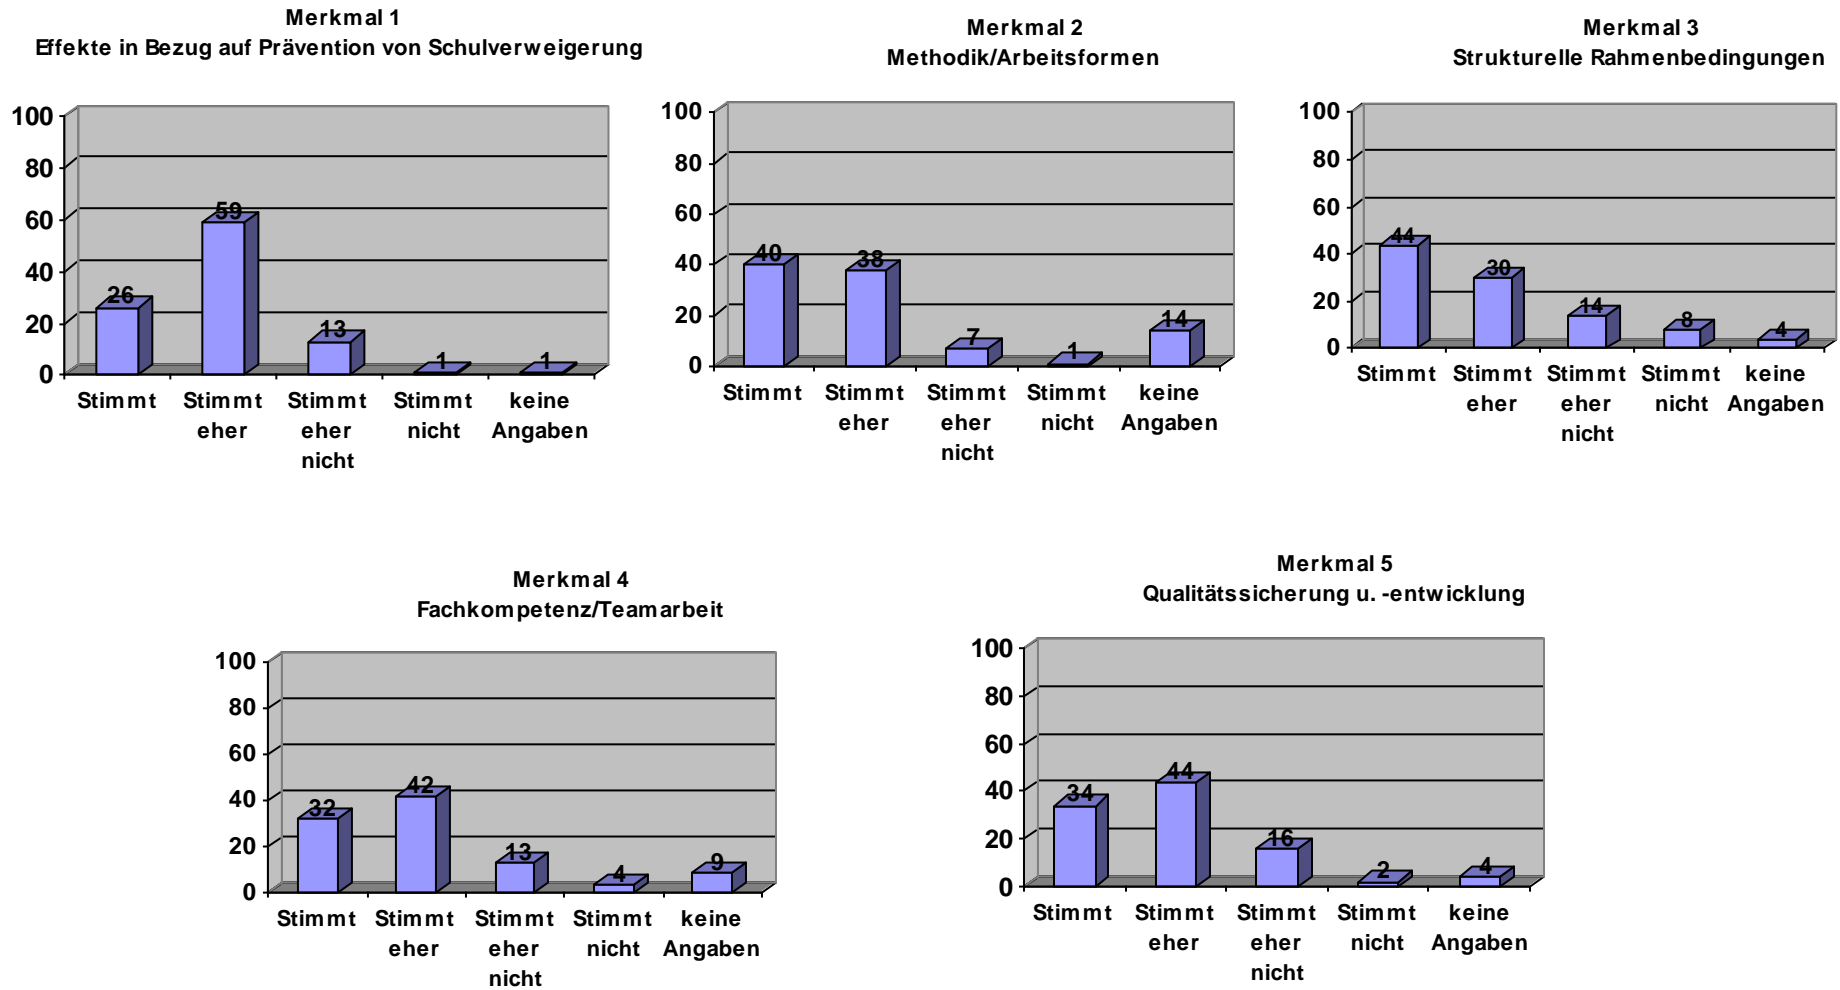 Merkmal 1
Effekte in Bezug auf Prävention von Schulverweigerung
100
80
60
40
20
0
26
59
13
1
1
Stimmt
Stimmt
eher
Stimmt
eher
nicht
Stimmt
nicht
keine
Angaben
Merkmal 2
Methodik/Arbeitsformen
100
80
60
40
20
0
40
38
7
1
14
Stimmt
Stimmt
eher
Stimmt
eher
nicht
Stimmt
nicht
keine
Angaben
Merkmal 3
Strukturelle Rahmenbedingungen
100
80
60
40
20
0
44
30
14
8
4
Stimmt
Stimmt
eher
Stimmt
eher
nicht
Stimmt
nicht
keine
Angaben
Merkmal 4
Fachkompetenz/Teamarbeit
100
80
60
40
20
0
32
42
13
4
9
Stimmt
Stimmt
eher
Stimmt
eher
nicht
Stimmt
nicht
keine
Angaben
Merkmal 5
Qualitätssicherung u. -entwicklung
100
80
60
40
20
0
34
44
16
2
4
Stimmt
Stimmt
eher
Stimmt
eher
nicht
Stimmt
nicht
keine
Angaben